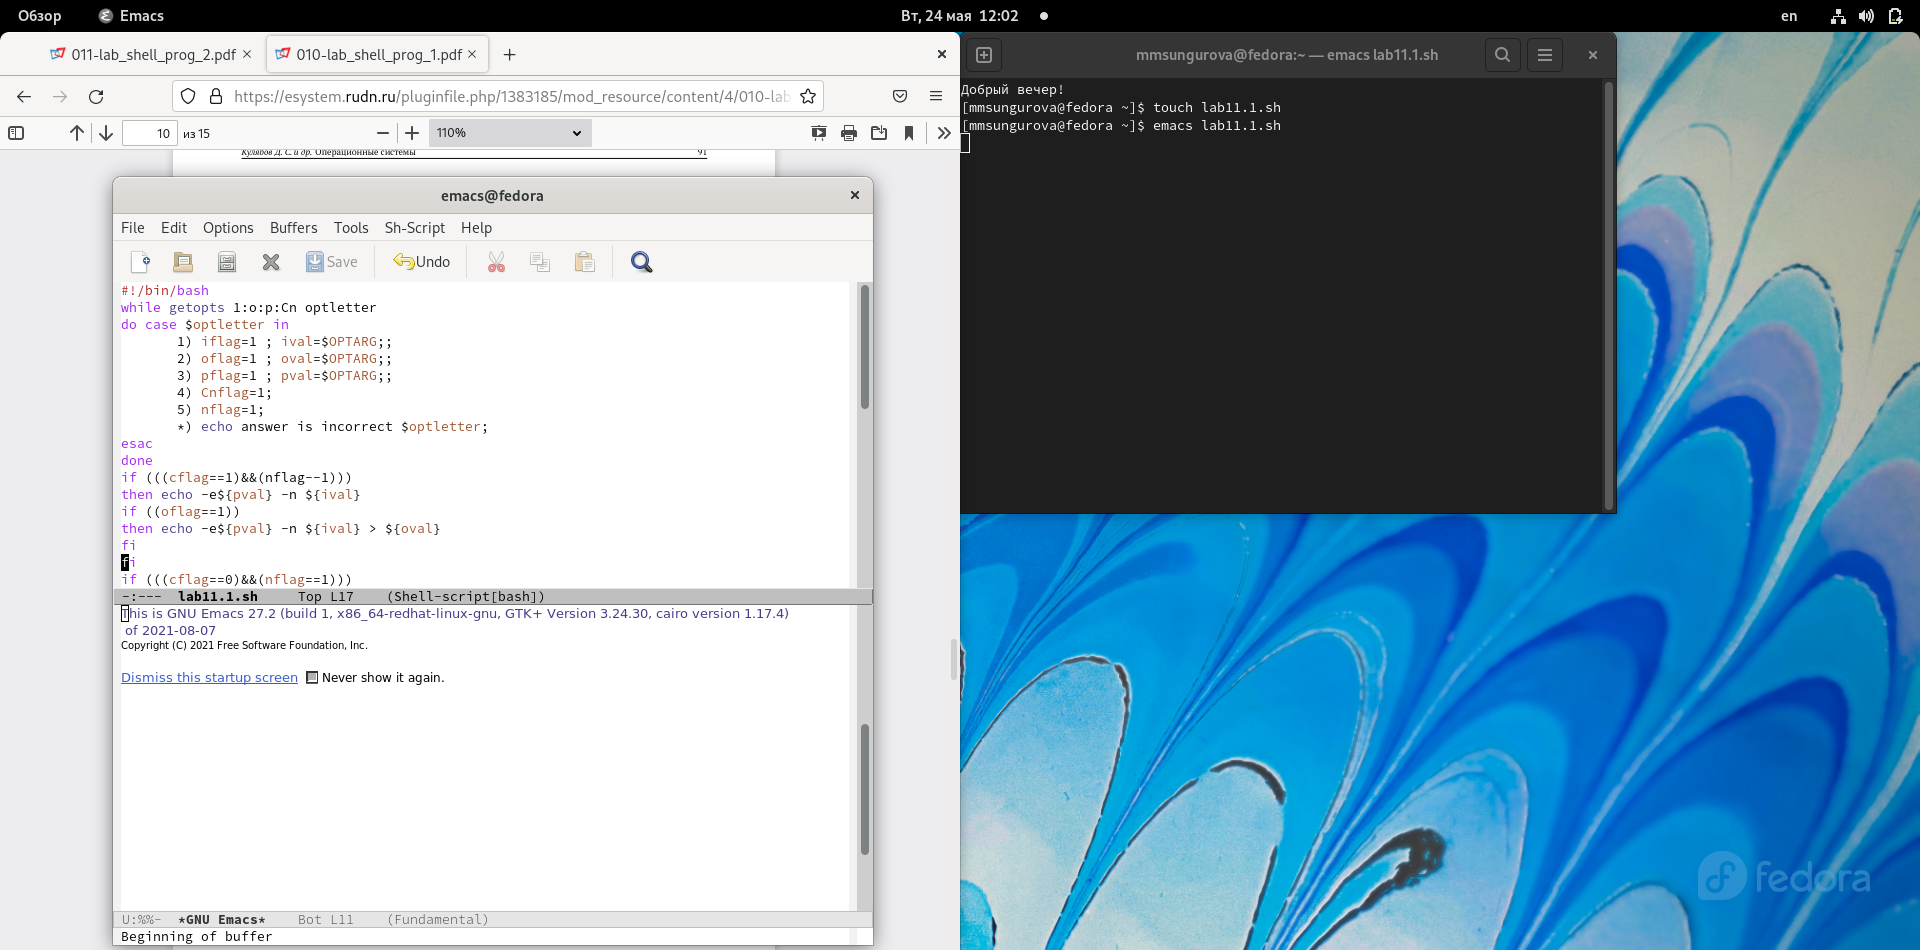 Обзор Emacs Вт, 24 мая 12:02 en
011-lab_shell_prog_2.pdf 010-lab_shell_prog_1.pdf
https://esystem.rudn.ru/pluginfile.php/1383185/mod_resource/content/4/010-lab
10 из 15 110%
Кулябов Д. С. и др. Операционные системы 91
emacs@fedora
File Edit Options Buffers Tools Sh-Script Help
Save Undo
#!/bin/bash
while getopts 1:o:p:Cn optletter
do case $optletter in
1) iflag=1 ; ival=$OPTARG;;
2) oflag=1 ; oval=$OPTARG;;
3) pflag=1 ; pval=$OPTARG;;
4) Cnflag=1;
5) nflag=1;
*) echo answer is incorrect $optletter;
esac
done
if (((cflag==1)&&(nflag--1)))
then echo -e${pval} -n ${ival}
if ((oflag==1))
then echo -e${pval} -n ${ival} > ${oval}
fi
fi
if (((cflag==0)&&(nflag==1)))
-:--- lab11.1.sh Top L17 (Shell-script[bash])
This is GNU Emacs 27.2 (build 1, x86_64-redhat-linux-gnu, GTK+ Version 3.24.30, cairo version 1.17.4)
of 2021-08-07
Copyright (C) 2021 Free Software Foundation, Inc.
Dismiss this startup screen Never show it again.
U:%%- *GNU Emacs* Bot L11 (Fundamental)
Beginning of buffer
mmsungurova@fedora:~ — emacs lab11.1.sh
Добрый вечер!
[mmsungurova@fedora ~]$ touch lab11.1.sh
[mmsungurova@fedora ~]$ emacs lab11.1.sh
fedora